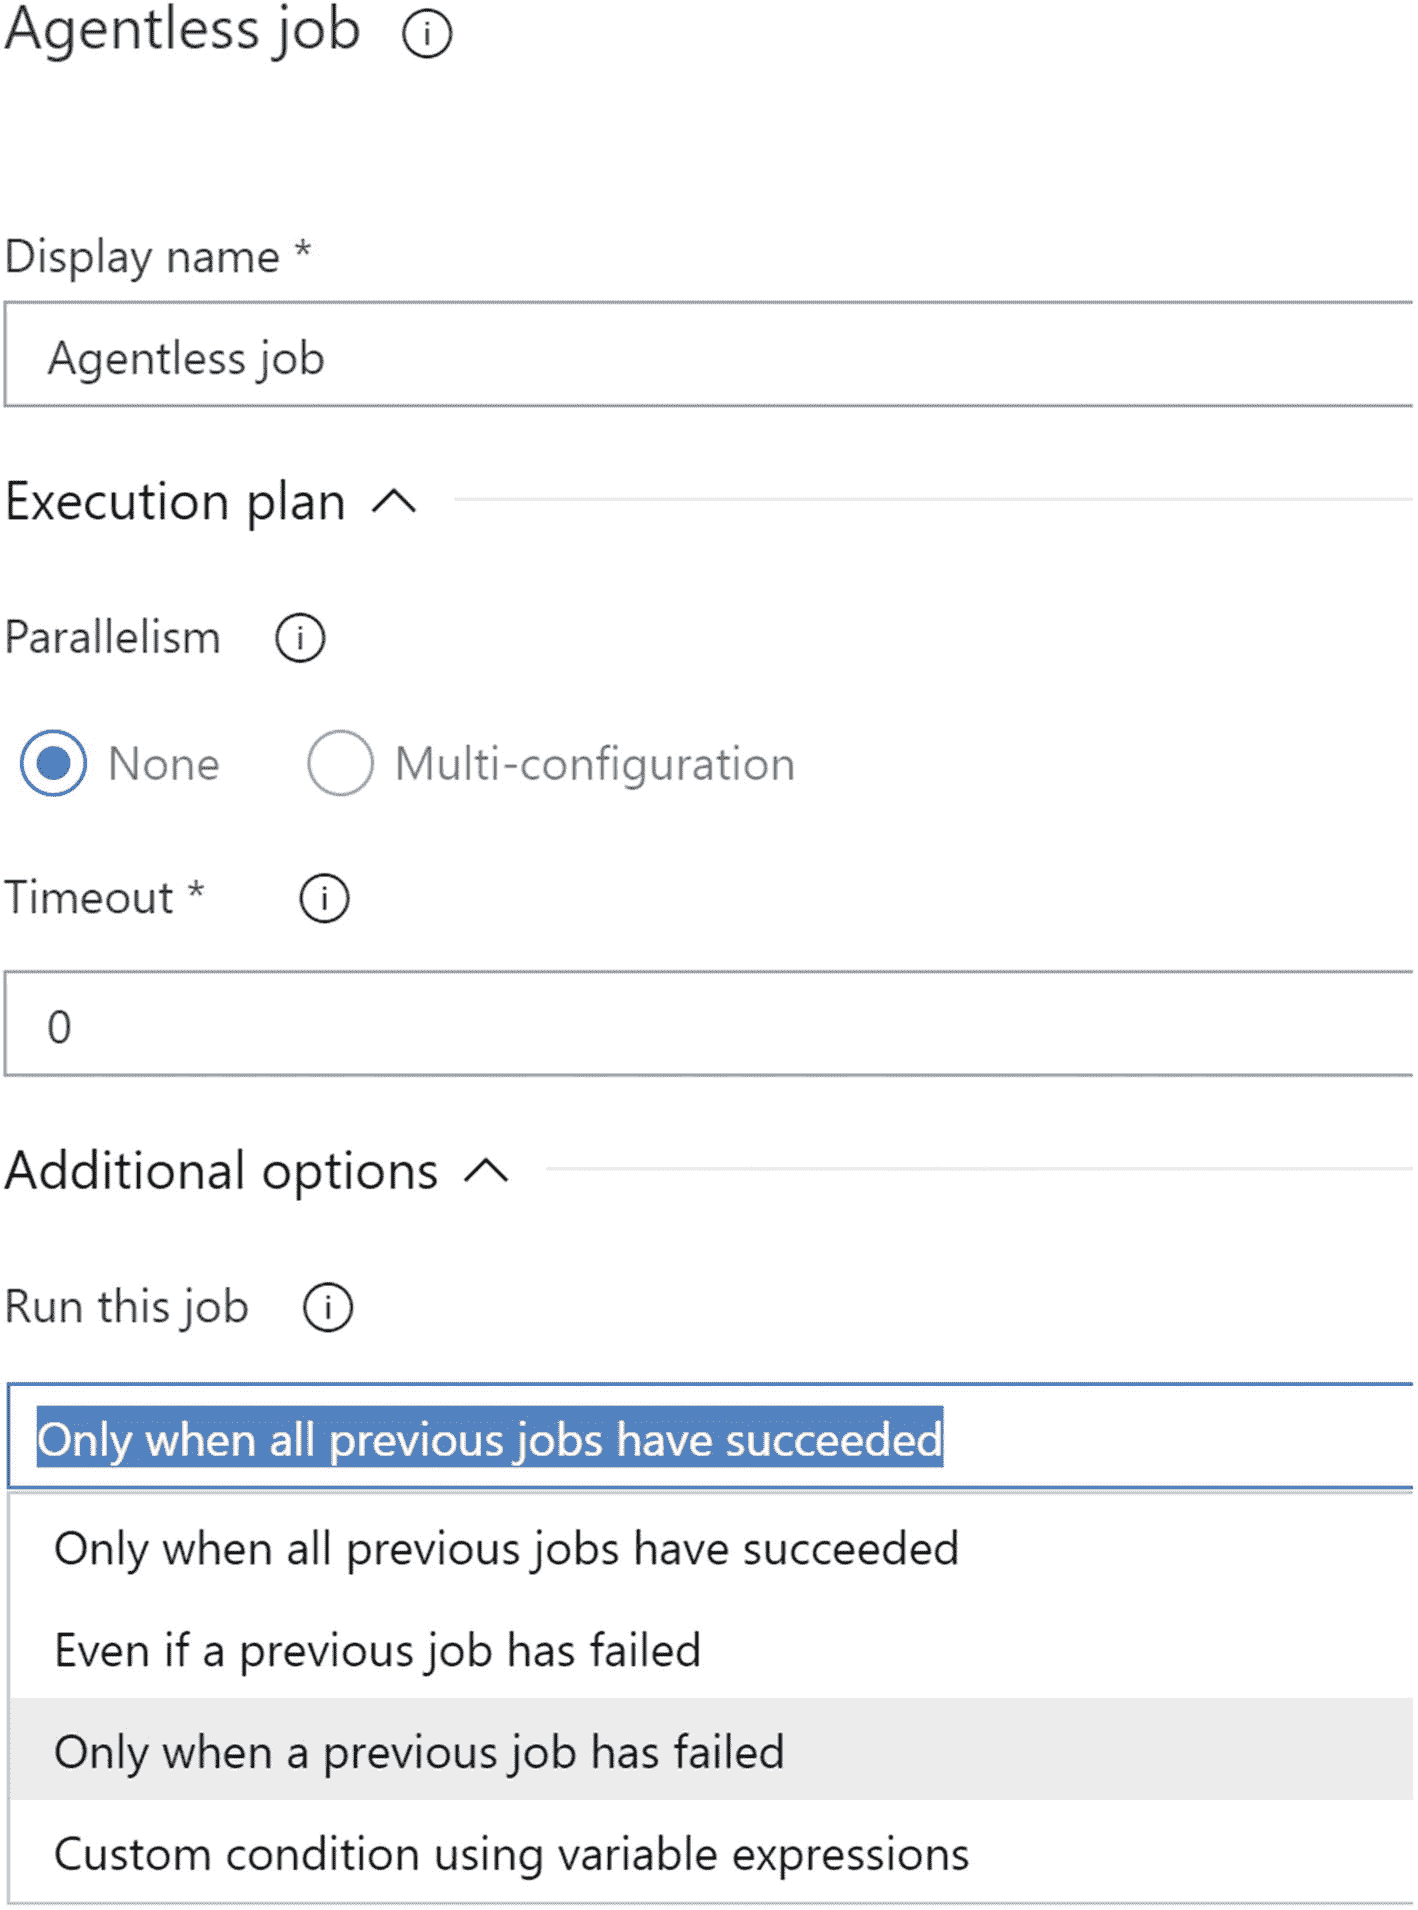 Agentless job
Display name *
Agentless job
Execution plan
Parallelism
None Multi-configuration
Timeout *
0
Additional options
Run this job
Only when all previous jobs have succeeded
Only when all previous jobs have succeeded
Even if a previous job has failed
Only when a previous job has failed
Custom condition using variable expressions